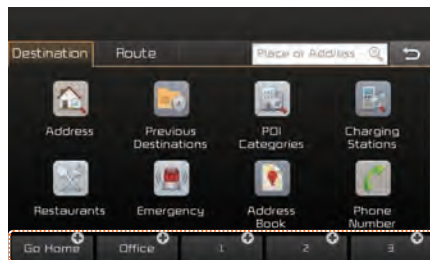 Destination Route Place or Address
Address Previous Destinations POI Categories Charging Stations
Restaurants Emergency Address Book Phone Number
Go Home Office 1 2 3